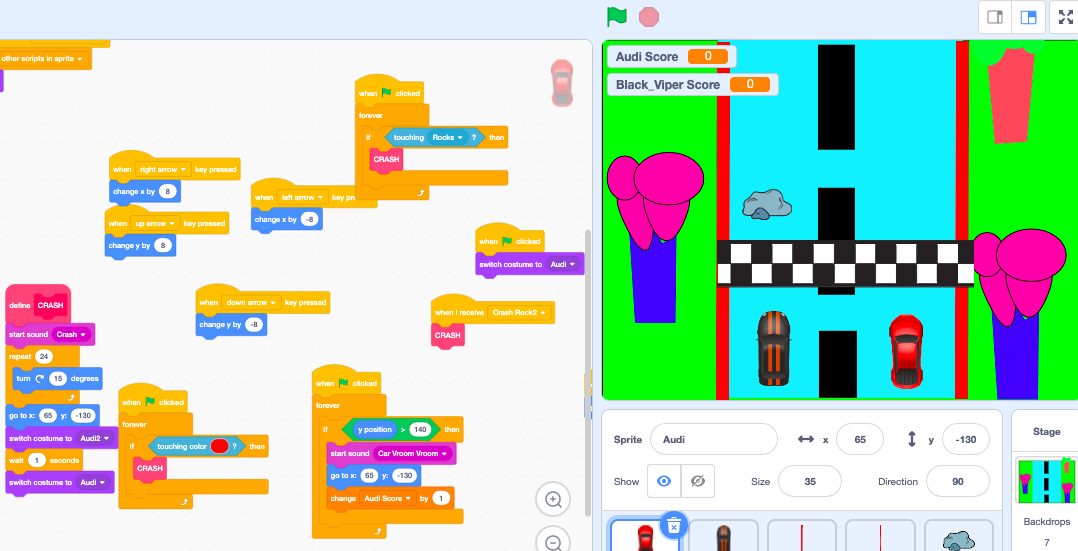 other scripts in sprite
when clicked
forever
if touching Rocks ? then
CRASH
when right arrow key pressed
change x by 8
when left arrow
change x by -8
when up arrow key pressed
change y by 8
when clicked
switch costume to Audi
define CRASH
start sound Crash
repeat 24
turn 15 degrees
go to x: 65 y: -130
switch costume to Audi2
wait 1 seconds
switch costume to Audi
when down arrow key pressed
change y by -8
when I receive Crash Rock2
CRASH
when clicked
forever
if touching color ? then
CRASH
when clicked
forever
if y position > 140 then
start sound Car Vroom Vroom
go to x: 65 y: -130
change Audi Score by 1
Audi Score 0
Black_Viper Score 0
Sprite Audi x 65 y -130
Show Size 35 Direction 90
Stage
Backdrops
7